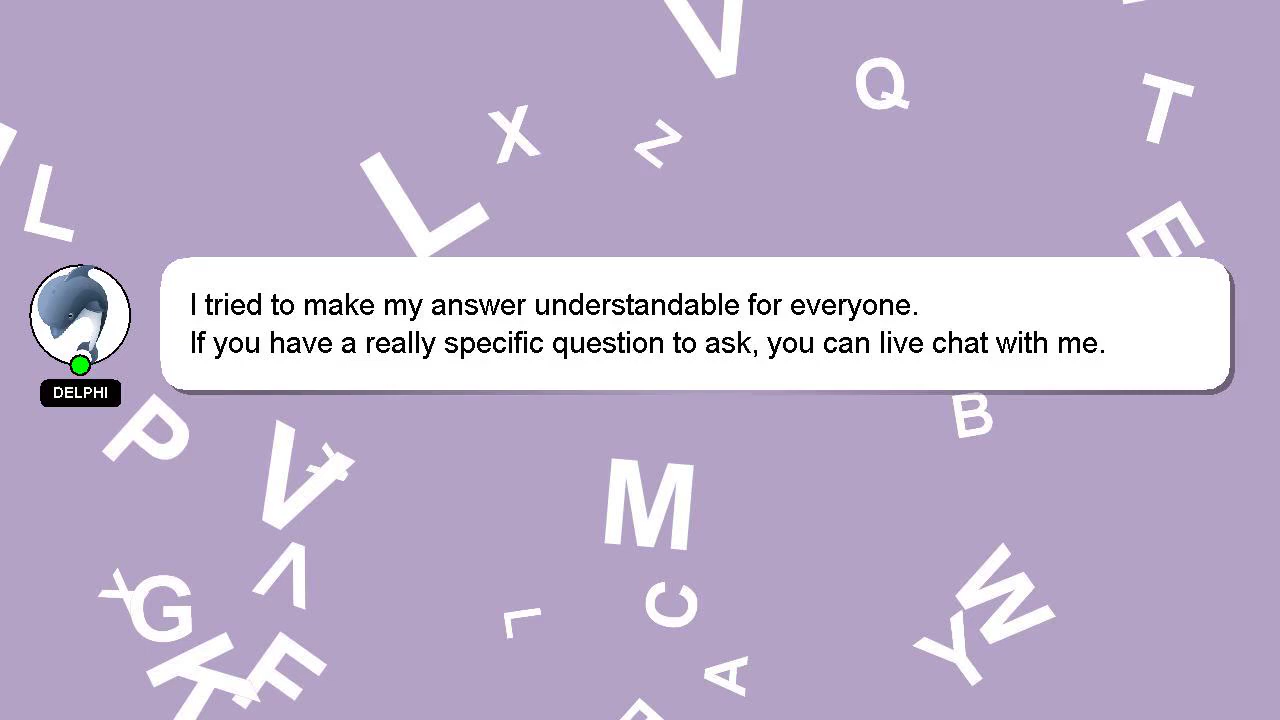 I tried to make my answer understandable for everyone.
If you have a really specific question to ask, you can live chat with me.
DELPHI
V
Q
T
X
Z
L
L
E
P
V
B
M
V
X
G
C
L
W
Y
K
F
A